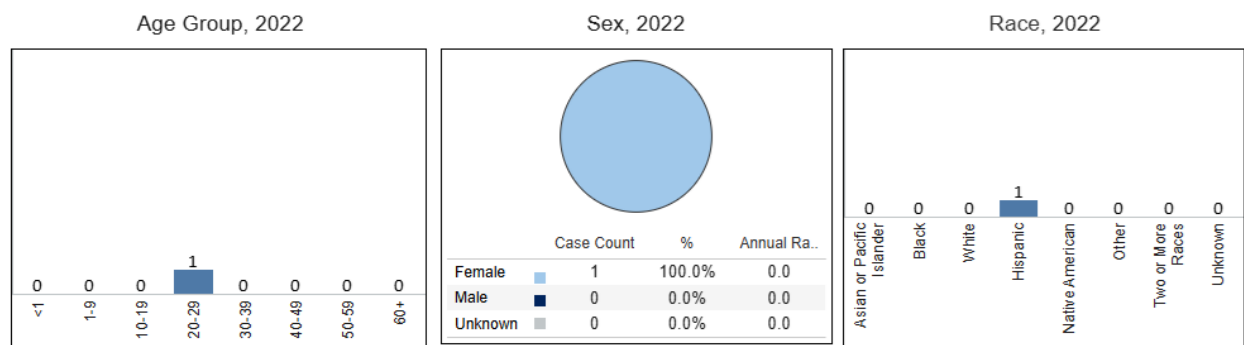 Age Group, 2022
1
0 0 0 0 0 0 0
<1
1-9
10-19
20-29
30-39
40-49
50-59
60+
Sex, 2022
Case Count % Annual Ra..
Female 1 100.0% 0.0
Male 0 0.0% 0.0
Unknown 0 0.0% 0.0
Race, 2022
1
0 0 0 0 0 0 0
Asian or Pacific
Islander
Black
White
Hispanic
Native American
Other
Two or More
Races
Unknown